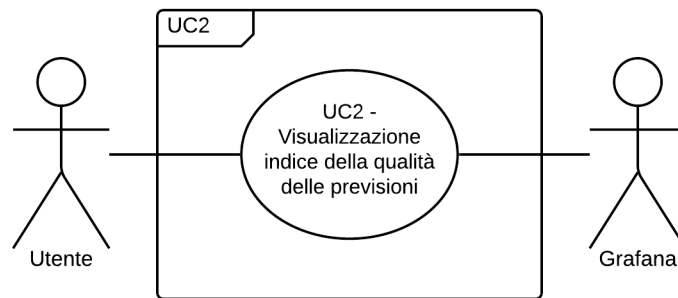 UC2
UC2 -
Visualizzazione
indice della qualità
delle previsioni
Utente
Grafana